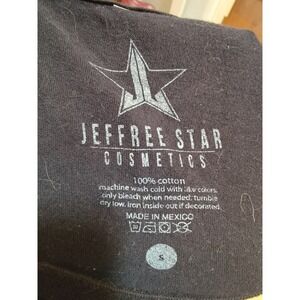 JEFFREE STAR
COSMETICS
100% cotton
machine wash cold with like colors.
only bleach when needed. tumble
dry low. Iron inside out if decorated.
MADE IN MEXICO
S